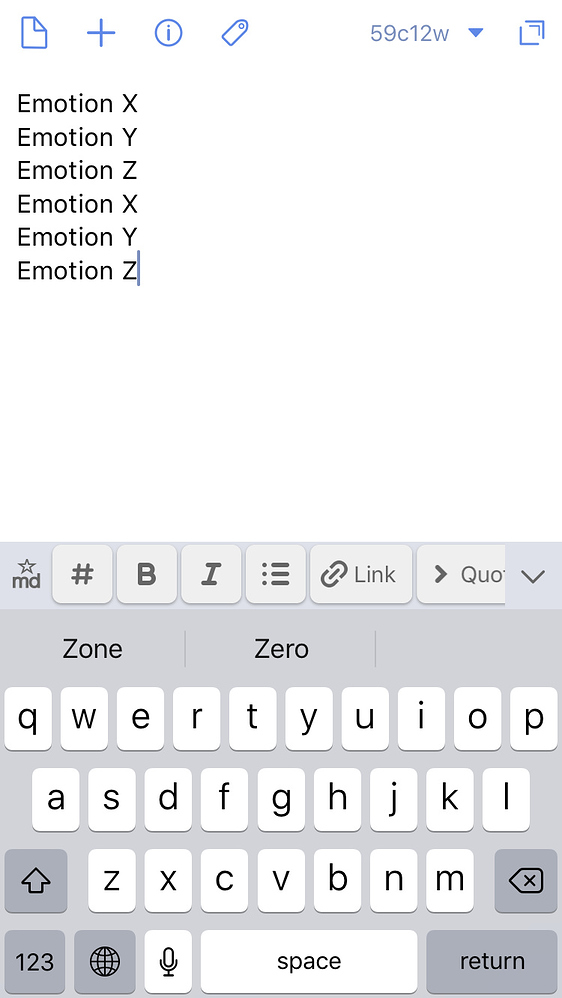 59c12w
Emotion X
Emotion Y
Emotion Z
Emotion X
Emotion Y
Emotion Z
md # B I Link Quo
Zone Zero
q w e r t y u i o p
a s d f g h j k l
z x c v b n m
123 space return